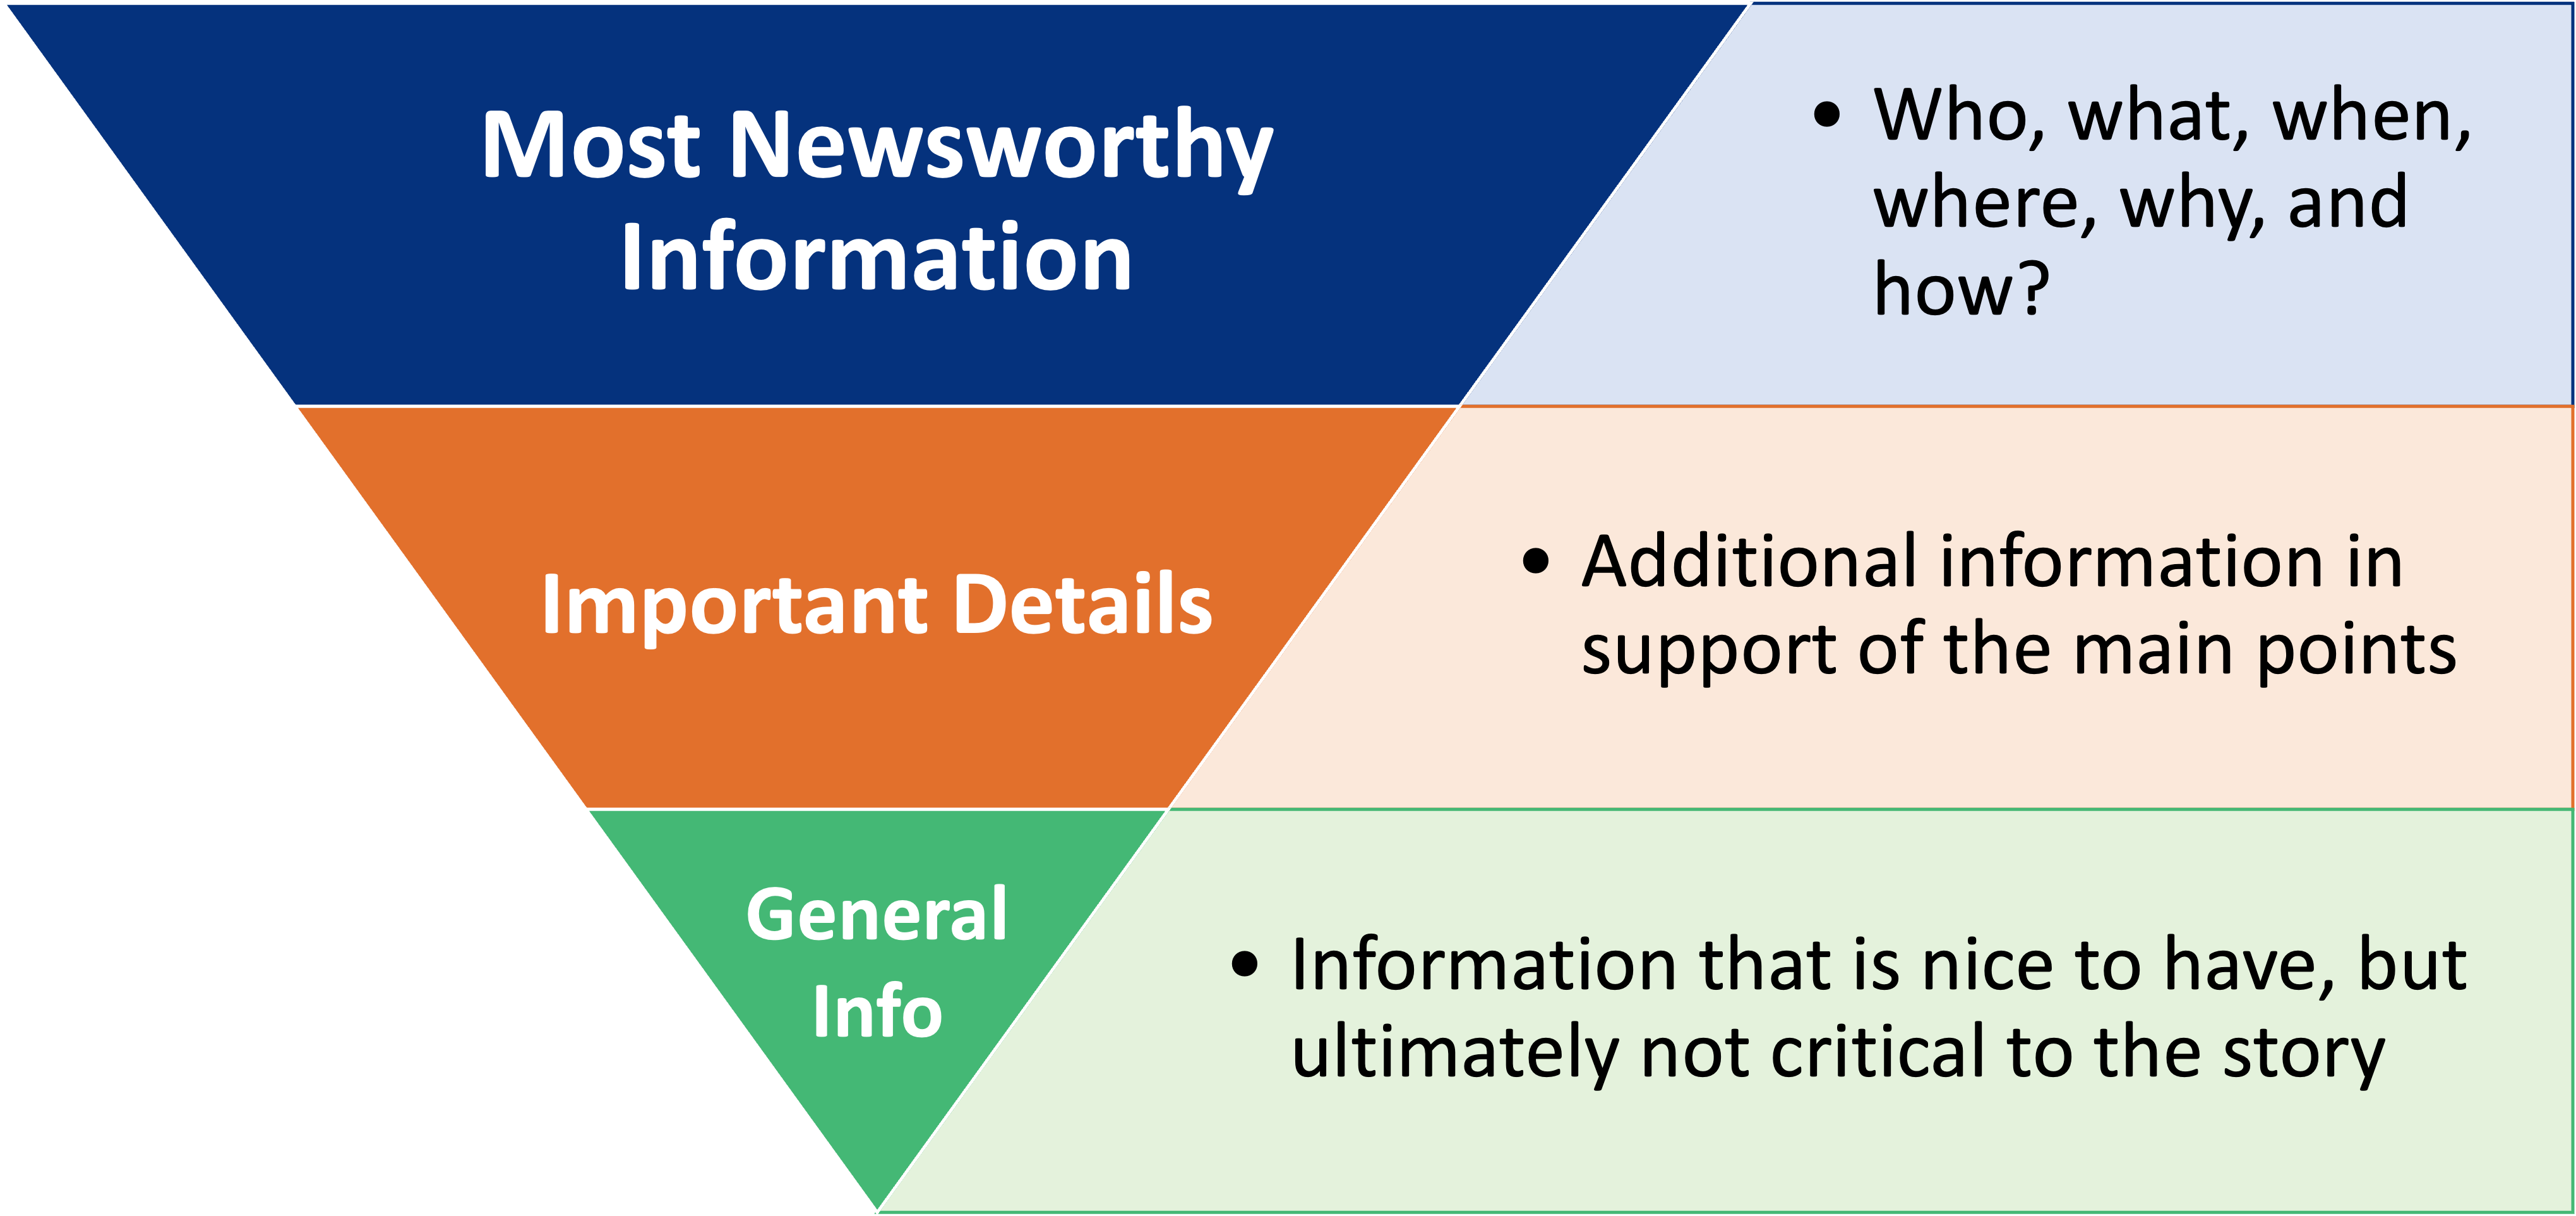 Most Newsworthy
Information
• Who, what, when,
where, why, and
how?
Important Details
• Additional information in
support of the main points
General
Info
• Information that is nice to have, but
ultimately not critical to the story